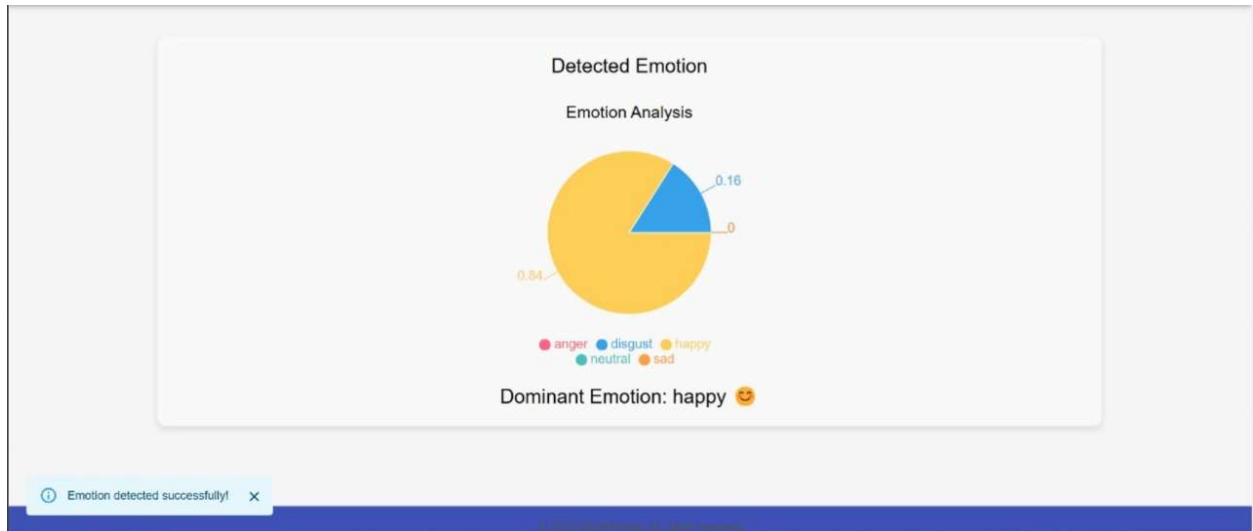 Detected Emotion
Emotion Analysis
0.16
0
0.84
anger disgust happy
neutral sad
Dominant Emotion: happy 😊
Emotion detected successfully!